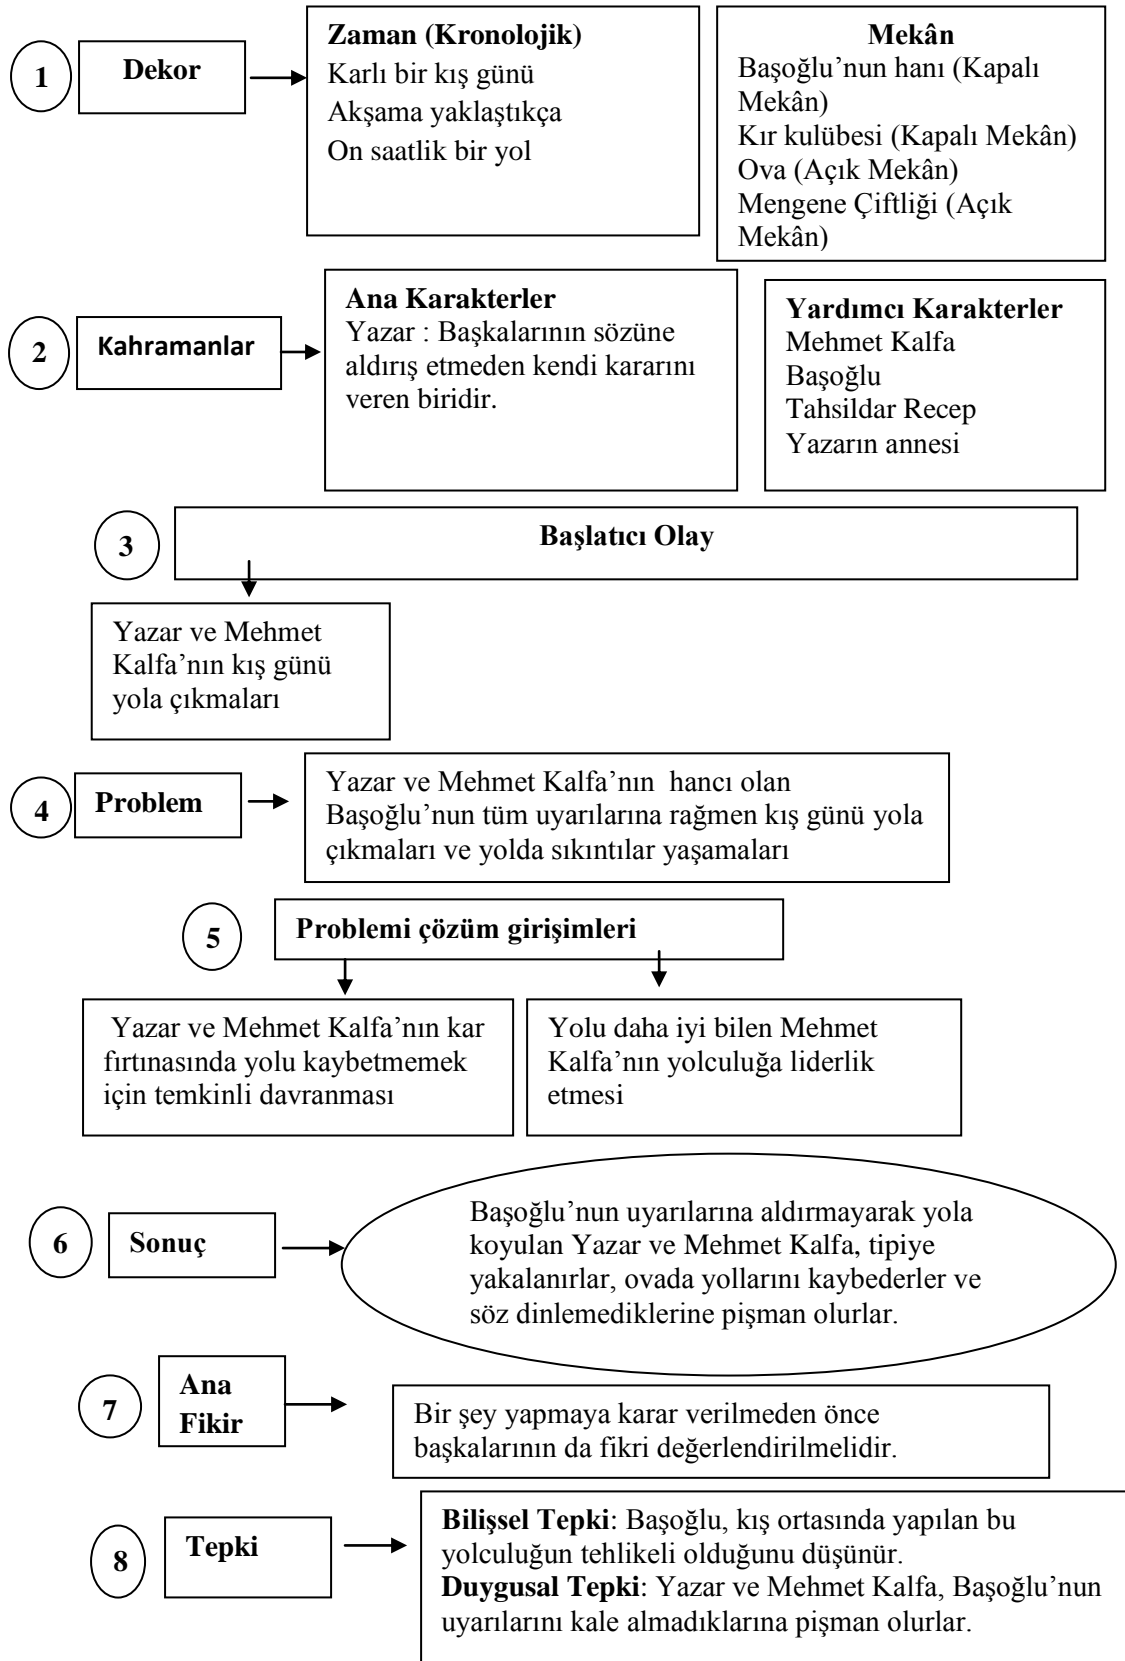 1
Dekor
Zaman (Kronolojik)
Karlı bir kış günü
Akşama yaklaştıkça
On saatlik bir yol
Mekân
Başoğlu’nun hanı (Kapalı
Mekân)
Kır kulübesi (Kapalı Mekân)
Ova (Açık Mekân)
Mengene Çiftliği (Açık
Mekân)
2
Kahramanlar
Ana Karakterler
Yazar : Başkalarının sözüne
aldırış etmeden kendi kararını
veren biridir.
Yardımcı Karakterler
Mehmet Kalfa
Başoğlu
Tahsildar Recep
Yazarın annesi
3
Başlatıcı Olay
Yazar ve Mehmet
Kalfa’nın kış günü
yola çıkmaları
4
Problem
Yazar ve Mehmet Kalfa’nın hancı olan
Başoğlu’nun tüm uyarılarına rağmen kış günü yola
çıkmaları ve yolda sıkıntılar yaşamaları
5
Problemi çözüm girişimleri
Yazar ve Mehmet Kalfa’nın kar
fırtınasında yolu kaybetmemek
için temkinli davranması
Yolu daha iyi bilen Mehmet
Kalfa’nın yolculuğa liderlik
etmesi
6
Sonuç
Başoğlu’nun uyarılarına aldırmayarak yola
koyulan Yazar ve Mehmet Kalfa, tipiye
yakalanırlar, ovada yollarını kaybederler ve
söz dinlemediklerine pişman olurlar.
7
Ana
Fikir
Bir şey yapmaya karar verilmeden önce
başkalarının da fikri değerlendirilmelidir.
8
Tepki
Bilişsel Tepki: Başoğlu, kış ortasında yapılan bu
yolculuğun tehlikeli olduğunu düşünür.
Duygusal Tepki: Yazar ve Mehmet Kalfa, Başoğlu’nun
uyarılarını kale almadıklarına pişman olurlar.